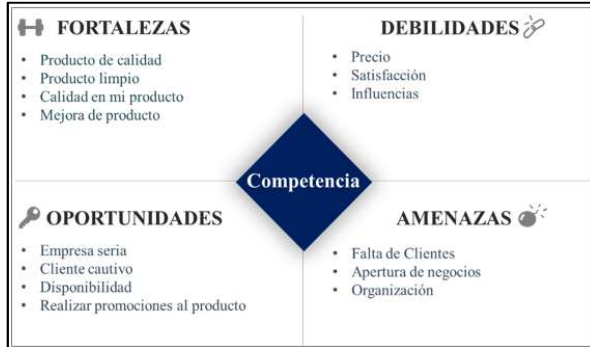 FORTALEZAS
• Producto de calidad
• Producto limpio
• Calidad en mi producto
• Mejora de producto
DEBILIDADES
• Precio
• Satisfacción
• Influencias
Competencia
OPORTUNIDADES
• Empresa seria
• Cliente cautivo
• Disponibilidad
• Realizar promociones al producto
AMENAZAS
• Falta de Clientes
• Apertura de negocios
• Organización